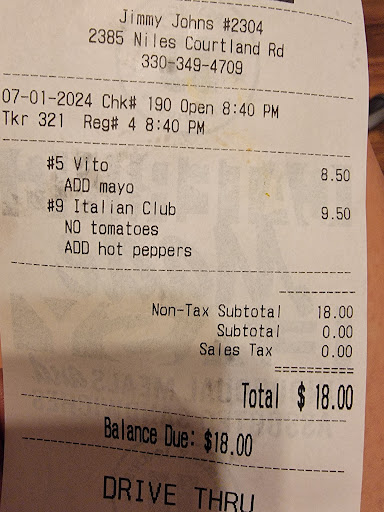 Jimmy Johns #2304
2385 Niles Courtland Rd
330-349-4709
07-01-2024 Chk# 190 Open 8:40 PM
Tkr 321 Reg# 4 8:40 PM
#5 Vito 8.50
ADD mayo
#9 Italian Club 9.50
NO tomatoes
ADD hot peppers
Non-Tax Subtotal 18.00
Subtotal 0.00
Sales Tax 0.00
Total $ 18.00
Balance Due: $18.00
DRIVE THRU